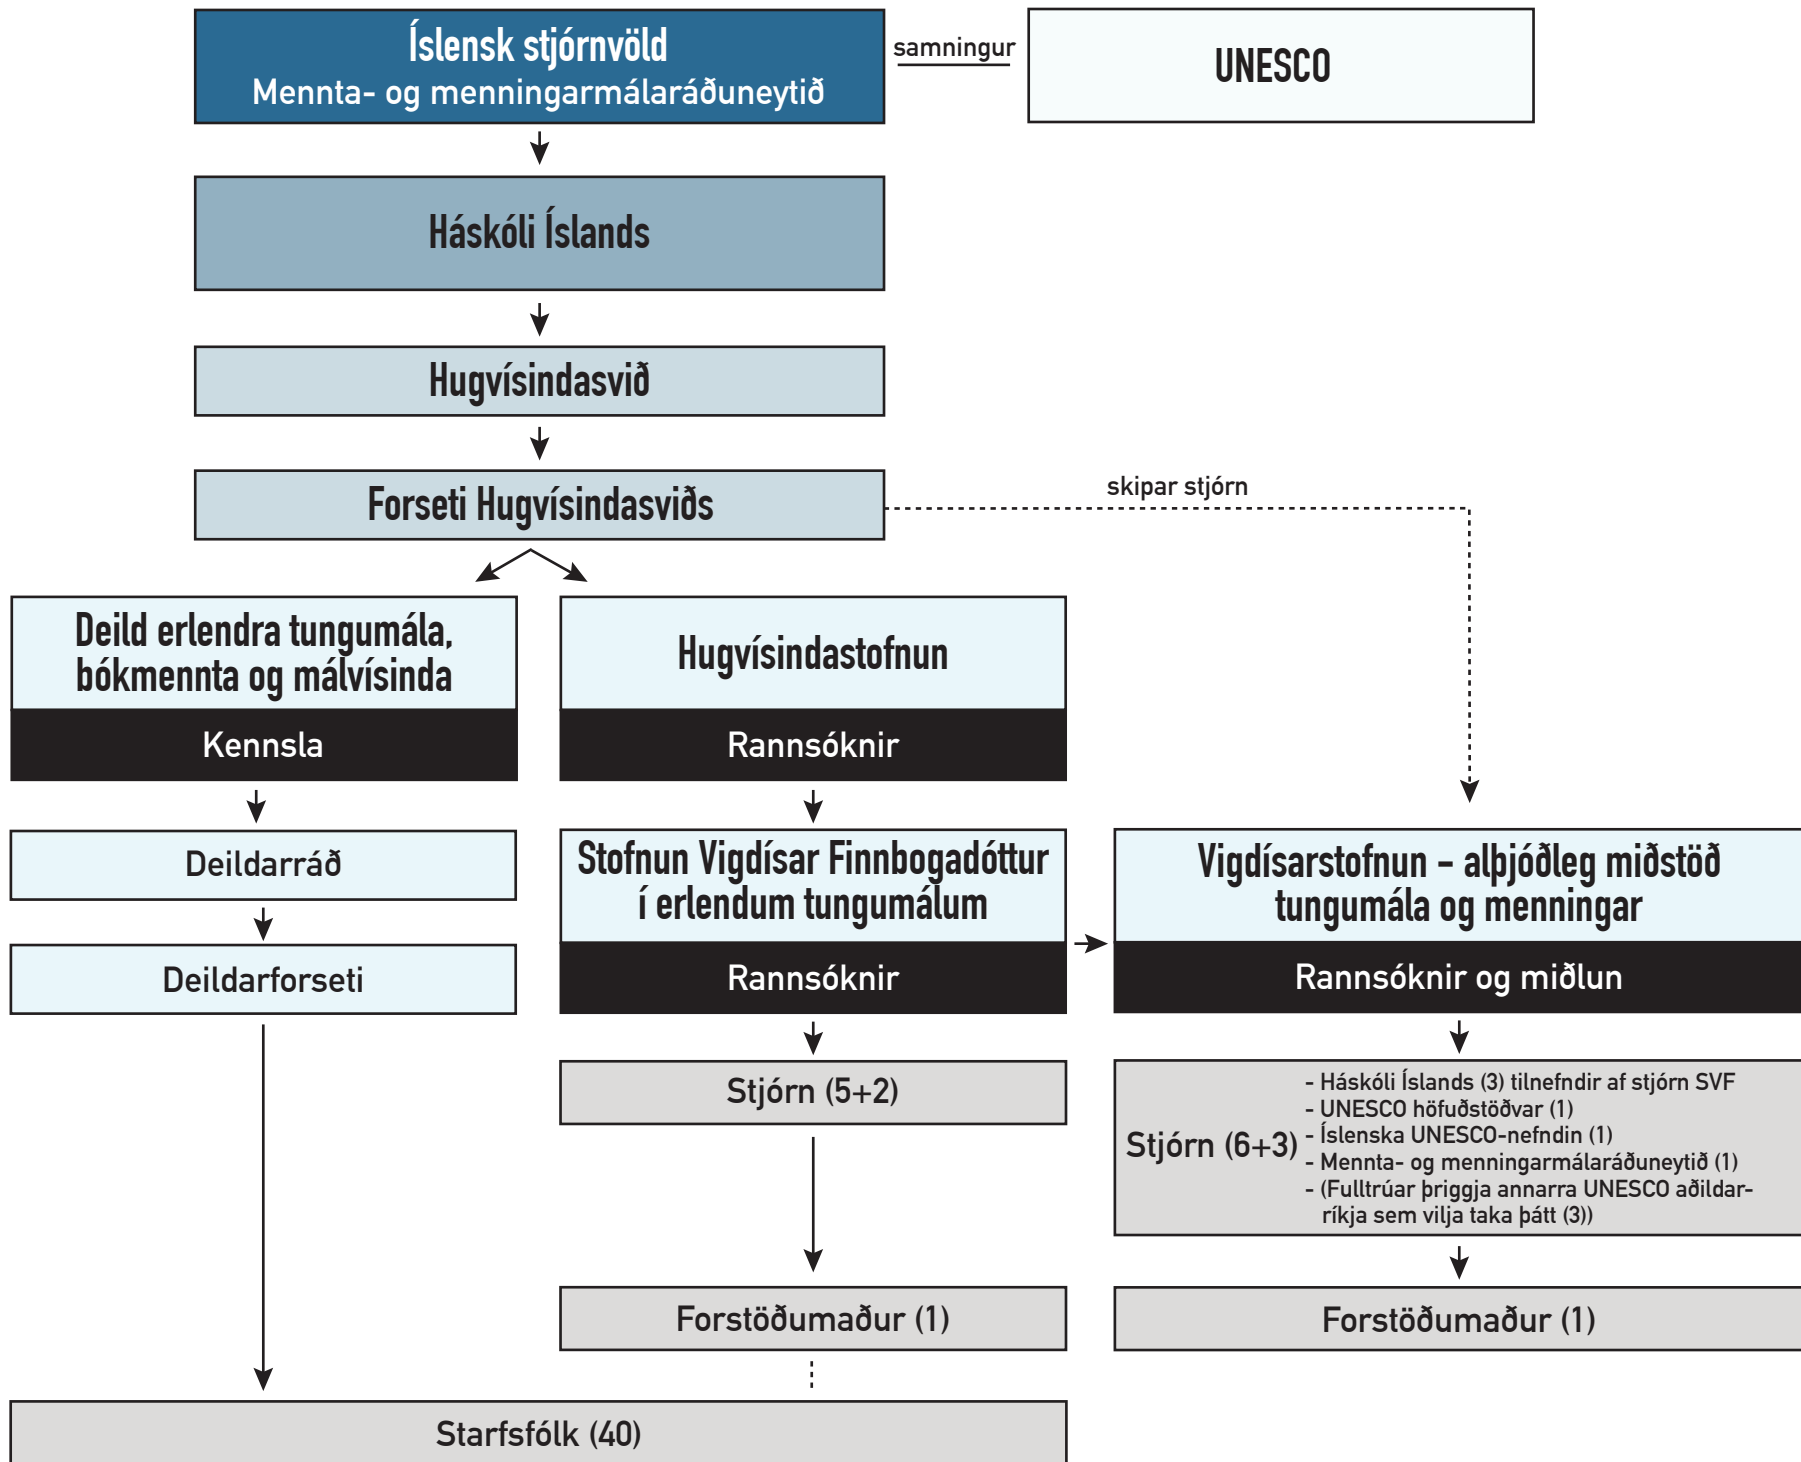 Íslensk stjórnvöld
Mennta- og menningarmálaráðuneytið
samningur
UNESCO
Háskóli Íslands
Hugvísindasvið
Forseti Hugvísindasviðs
skipar stjórn
Deild erlendra tungumála,
bókmennta og málvísinda
Kennsla
Hugvísindastofnun
Rannsóknir
Deildarráð
Deildarforseti
Stofnun Vigdísar Finnbogadóttur
í erlendum tungumálum
Rannsóknir
Vigdísarstofnun – alþjóðleg miðstöð
tungumála og menningar
Rannsóknir og miðlun
Stjórn (5+2)
Stjórn (6+3)
- Háskóli Íslands (3) tilnefndir af stjórn SVF
- UNESCO höfuðstöðvar (1)
- Íslenska UNESCO-nefndin (1)
- Mennta- og menningarmálaráðuneytið (1)
- (Fulltrúar þriggja annarra UNESCO aðildar-
ríkja sem vilja taka þátt (3))
Forstöðumaður (1)
Forstöðumaður (1)
Starfsfólk (40)